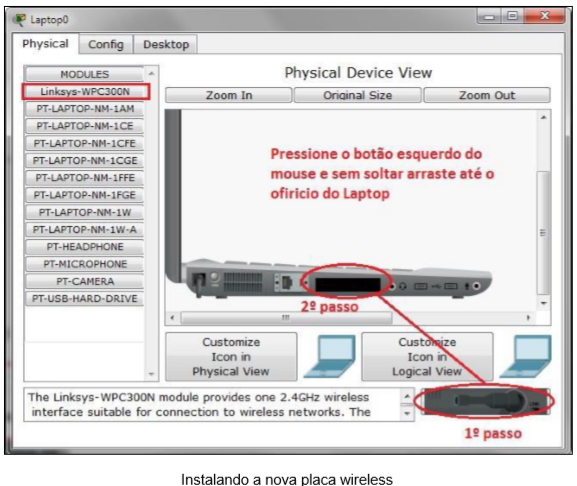 Laptop0
Physical Config Desktop
MODULES
Linksys-WPC300N
PT-LAPTOP-NM-1AM
PT-LAPTOP-NM-1CE
PT-LAPTOP-NM-1CFE
PT-LAPTOP-NM-1CGE
PT-LAPTOP-NM-1FFE
PT-LAPTOP-NM-1FGE
PT-LAPTOP-NM-1W
PT-LAPTOP-NM-1W-A
PT-HEADPHONE
PT-MICROPHONE
PT-CAMERA
PT-USB-HARD-DRIVE
Physical Device View
Zoom In Original Size Zoom Out
Pressione o botão esquerdo do
mouse e sem soltar arraste até o
ofiricio do Laptop
2º passo
Customize
Icon in
Physical View
Customize
Icon in
Logical View
The Linksys-WPC300N module provides one 2.4GHz wireless
interface suitable for connection to wireless networks. The
1º passo
Instalando a nova placa wireless